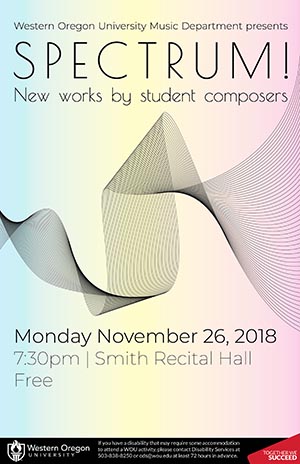 Western Oregon University Music Department presents
SPECTRUM!
New works by student composers
Monday November 26, 2018
7:30pm | Smith Recital Hall
Free
Western Oregon
UNIVERSITY
If you have a disability that may require some accommodation
to attend a WOU activity, please contact Disability Services at
503-838-8250 or ods@wou.edu at least 72 hours in advance.
TOGETHER WE
SUCCEED